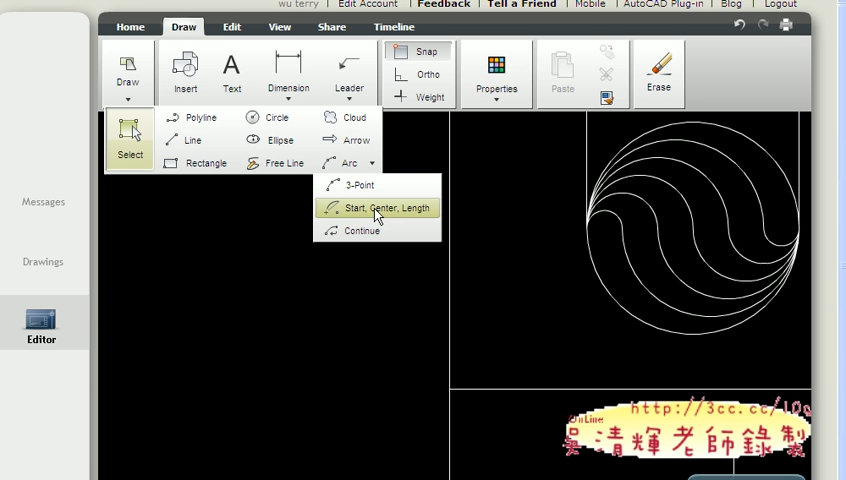 wu terry Edit Account Feedback Tell a Friend Mobile AutoCAD Plug-in Blog Logout
Home Draw Edit View Share Timeline
Draw Insert Text Dimension Leader
Snap
Ortho
Weight
Properties Paste Erase
Select
Polyline Circle Cloud
Line Ellipse Arrow
Rectangle Free Line Arc
3-Point
Start, Center, Length
Continue
Messages
Drawings
Editor
OnLine
吳清輝老師錄製